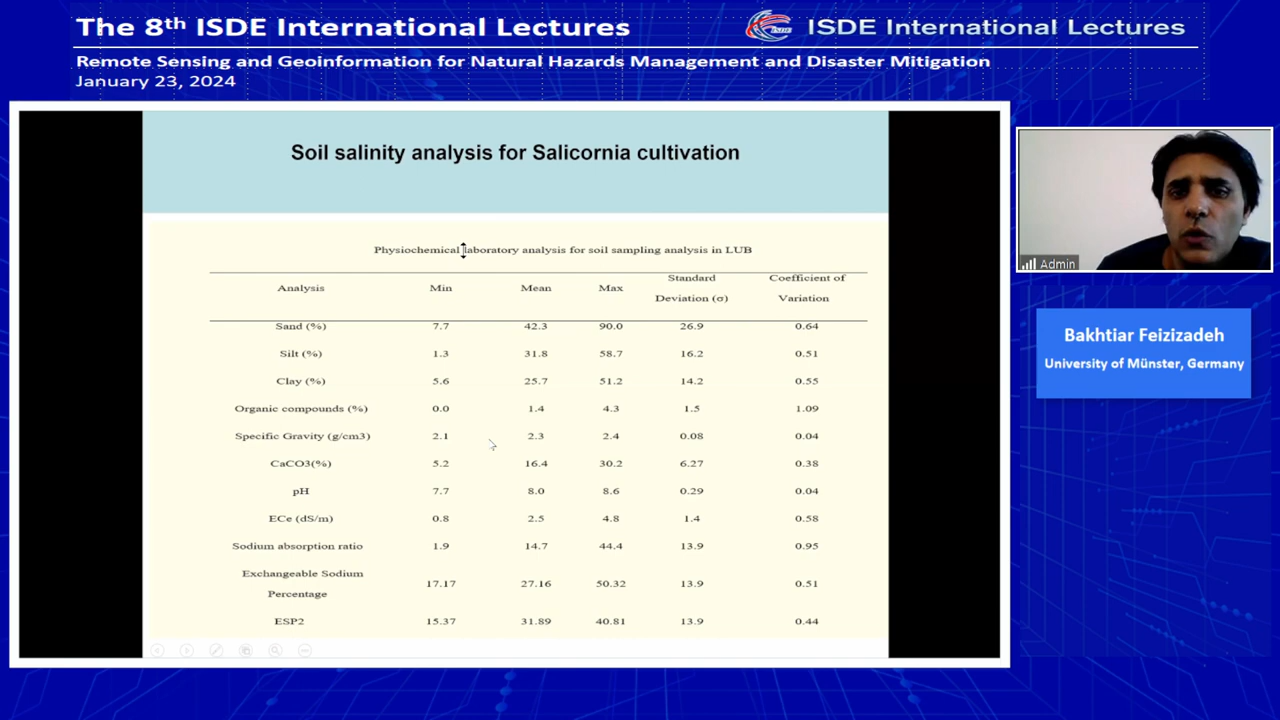 The 8th ISDE International Lectures
ISDE
ISDE International Lectures
Remote Sensing and Geoinformation for Natural Hazards Management and Disaster Mitigation
January 23, 2024
Soil salinity analysis for Salicornia cultivation
Physiochemical laboratory analysis for soil sampling analysis in LUB
Analysis Min Mean Max Standard Deviation (σ) Coefficient of Variation
Sand (%) 7.7 42.3 90.0 26.9 0.64
Silt (%) 1.3 31.8 58.7 16.2 0.51
Clay (%) 5.6 25.7 51.2 14.2 0.55
Organic compounds (%) 0.0 1.4 4.3 1.5 1.09
Specific Gravity (g/cm3) 2.1 2.3 2.4 0.08 0.04
CaCO3(%) 5.2 16.4 30.2 6.27 0.38
pH 7.7 8.0 8.6 0.29 0.04
ECe (dS/m) 0.8 2.5 4.8 1.4 0.58
Sodium absorption ratio 1.9 14.7 44.4 13.9 0.95
Exchangeable Sodium Percentage 17.17 27.16 50.32 13.9 0.51
ESP2 15.37 31.89 40.81 13.9 0.44
Admin
Bakhtiar Feizizadeh
University of Münster, Germany